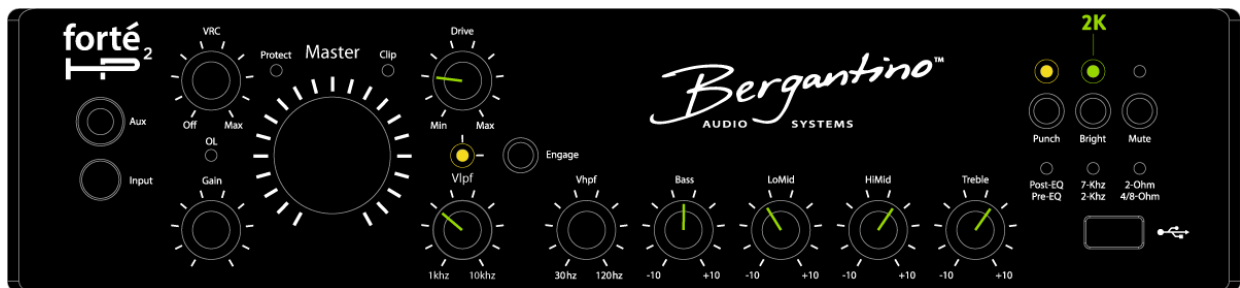 forté
HP2
Aux
Input
VRC
Off Max
OL
Gain
Protect Master Clip
Drive
Min Max
Engage
Vlpf
1khz 10khz
Bergantino™
AUDIO SYSTEMS
Vhpf
30hz 120hz
Bass
-10 +10
LoMid
-10 +10
HiMid
-10 +10
Treble
-10 +10
2K
Punch Bright Mute
Post-EQ 7-Khz 2-Ohm
Pre-EQ 2-Khz 4/8-Ohm